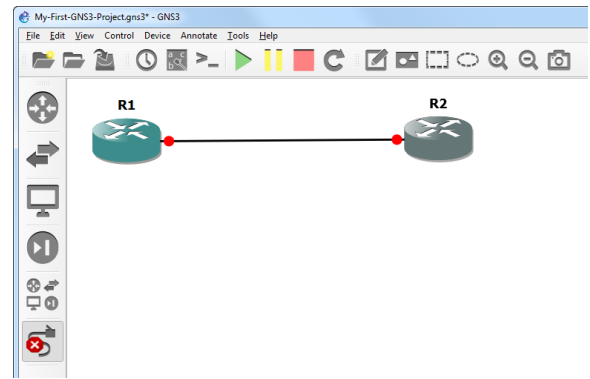 My-First-GNS3-Project.gns3* - GNS3
File Edit View Control Device Annotate Tools Help
R1 R2